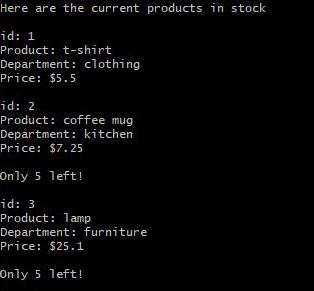 Here are the current products in stock
id: 1
Product: t-shirt
Department: clothing
Price: $5.5
id: 2
Product: coffee mug
Department: kitchen
Price: $7.25
Only 5 left!
id: 3
Product: lamp
Department: furniture
Price: $25.1
Only 5 left!